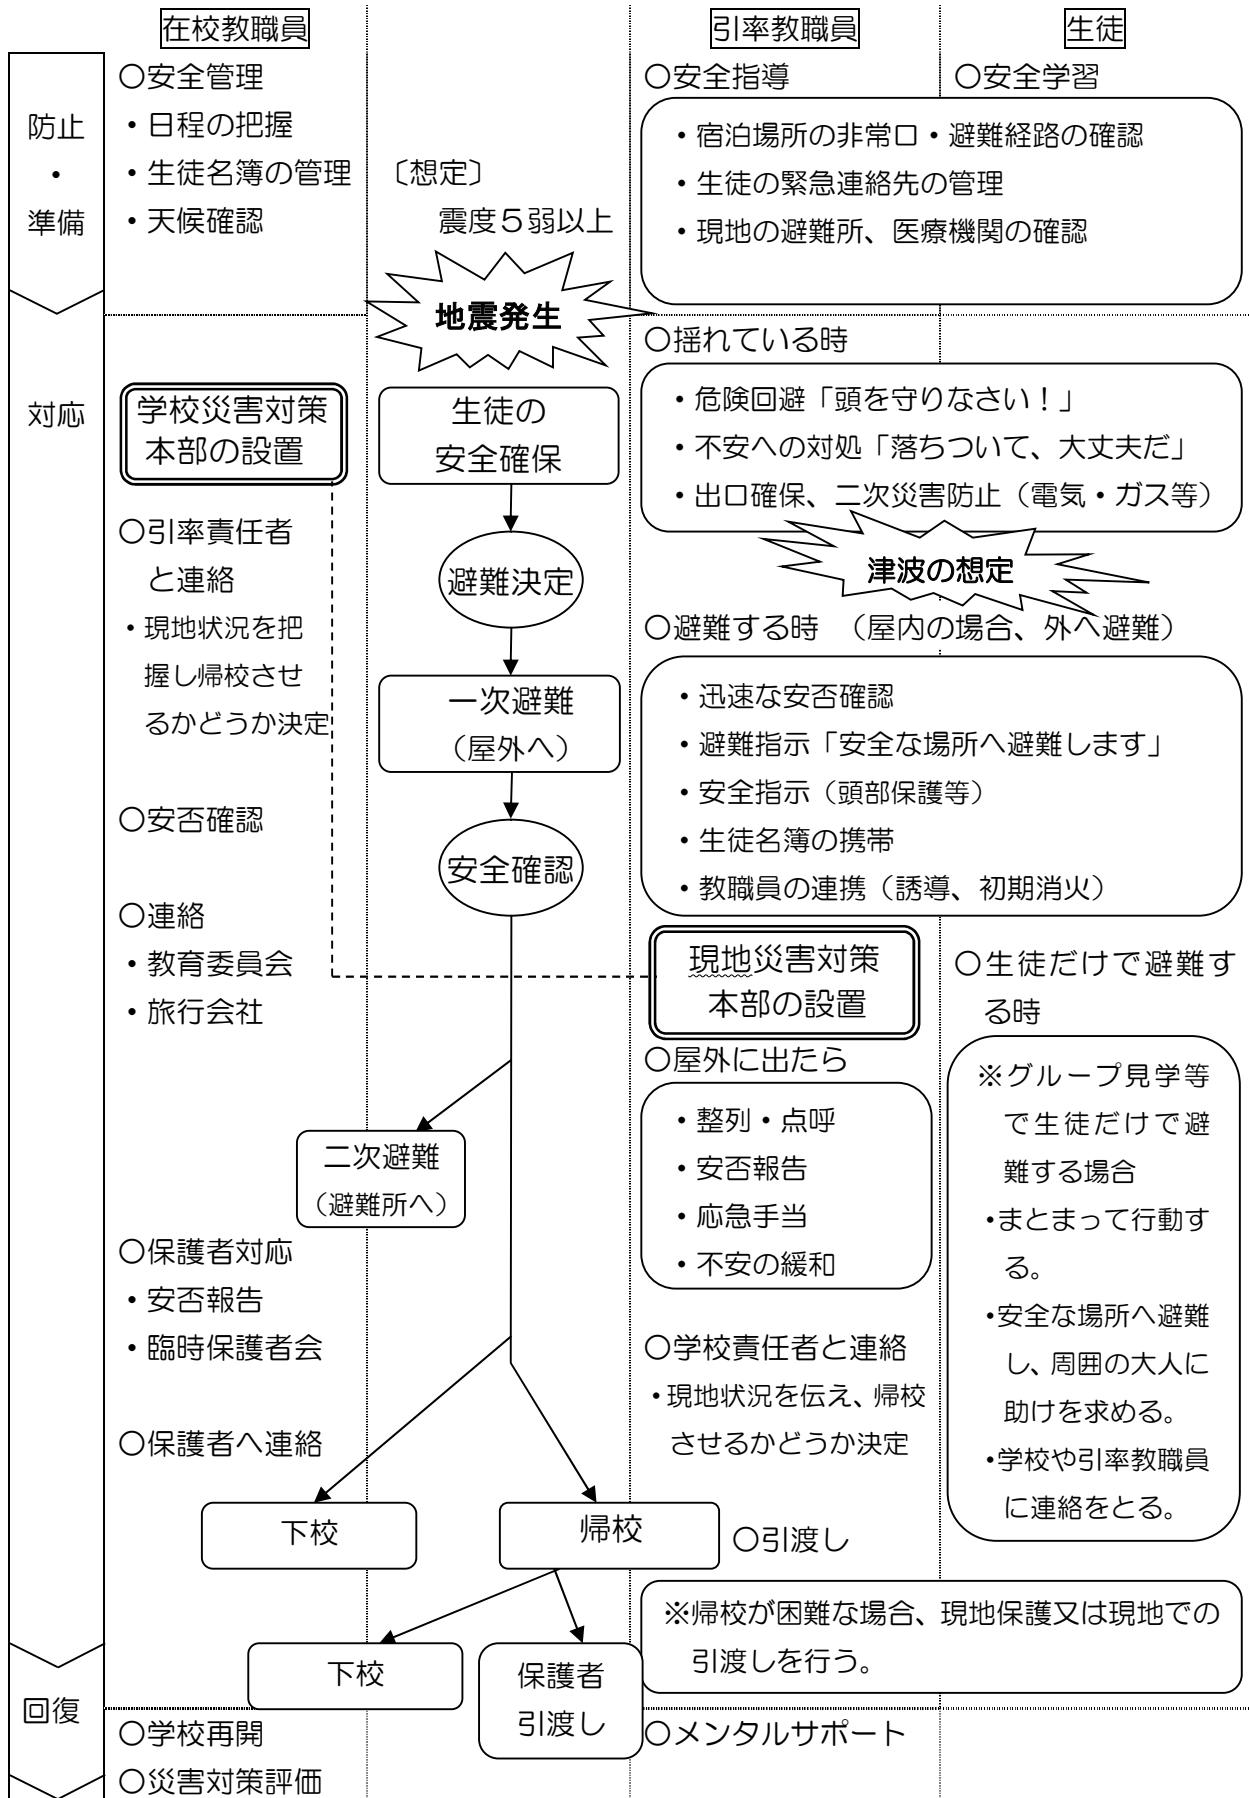 在校教職員
引率教職員
生徒
防止
・
準備
〇安全管理
・日程の把握
・生徒名簿の管理
・天候確認
〔想定〕
震度５弱以上
地震発生
〇安全指導
〇安全学習
・宿泊場所の非常口・避難経路の確認
・生徒の緊急連絡先の管理
・現地の避難所、医療機関の確認
対応
学校災害対策
本部の設置
〇引率責任者
と連絡
・現地状況を把
握し帰校させ
るかどうか決定
〇安否確認
〇連絡
・教育委員会
・旅行会社
〇保護者対応
・安否報告
・臨時保護者会
〇保護者へ連絡
生徒の
安全確保
避難決定
一次避難
（屋外へ）
安全確認
二次避難
（避難所へ）
下校
帰校
下校
保護者
引渡し
〇揺れている時
・危険回避「頭を守りなさい！」
・不安への対処「落ちついて、大丈夫だ」
・出口確保、二次災害防止（電気・ガス等）
津波の想定
〇避難する時　（屋内の場合、外へ避難）
・迅速な安否確認
・避難指示「安全な場所へ避難します」
・安全指示（頭部保護等）
・生徒名簿の携帯
・教職員の連携（誘導、初期消火）
現地災害対策
本部の設置
〇屋外に出たら
・整列・点呼
・安否報告
・応急手当
・不安の緩和
〇学校責任者と連絡
・現地状況を伝え、帰校
させるかどうか決定
〇引渡し
〇生徒だけで避難す
る時
※グループ見学等
で生徒だけで避
難する場合
・まとまって行動す
る。
・安全な場所へ避難
し、周囲の大人に
助けを求める。
・学校や引率教職員
に連絡をとる。
※帰校が困難な場合、現地保護又は現地での
引渡しを行う。
回復
〇学校再開
〇災害対策評価
〇メンタルサポート